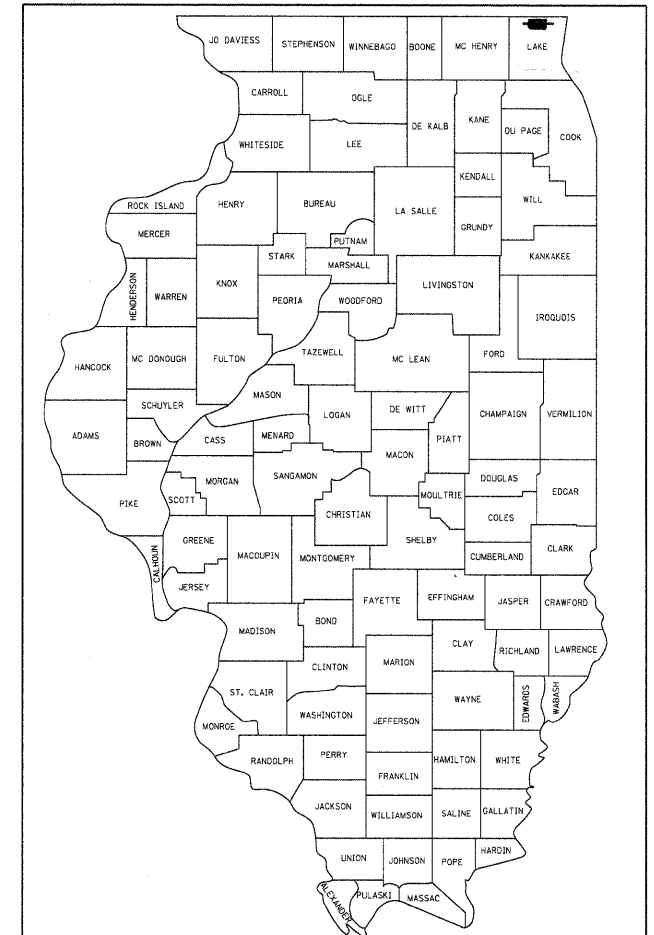 JO DAVIESS
STEPHENSON
WINNEBAGO
BOONE
MC HENRY
LAKE
CARROLL
OGLE
DE KALB
KANE
DU PAGE
COOK
WHITESIDE
LEE
KENDALL
WILL
ROCK ISLAND
HENRY
BUREAU
LA SALLE
GRUNDY
MERCER
PUTNAM
STARK
MARSHALL
KANKAKEE
HENDERSON
WARREN
KNOX
PEORIA
WOODFORD
LIVINGSTON
IROQUOIS
HANCOCK
MC DONOUGH
FULTON
TAZEWELL
MC LEAN
FORD
MASON
SCHUYLER
LOGAN
DE WITT
CHAMPAIGN
VERMILION
ADAMS
BROWN
CASS
MENARD
MACON
PIATT
PIKE
SCOTT
MORGAN
SANGAMON
MOULTRIE
DOUGLAS
EDGAR
CHRISTIAN
COLES
GREENE
MACOUPIN
MONTGOMERY
SHELBY
CUMBERLAND
CLARK
CALHOUN
JERSEY
FAYETTE
EFFINGHAM
JASPER
CRAWFORD
MADISON
BOND
CLAY
RICHLAND
LAWRENCE
CLINTON
MARION
ST. CLAIR
WAYNE
EDWARDS
WABASH
MONROE
WASHINGTON
JEFFERSON
RANDOLPH
PERRY
HAMILTON
WHITE
FRANKLIN
JACKSON
WILLIAMSON
SALINE
GALLATIN
UNION
JOHNSON
POPE
HARDIN
ALEXANDER
PULASKI
MASSAC